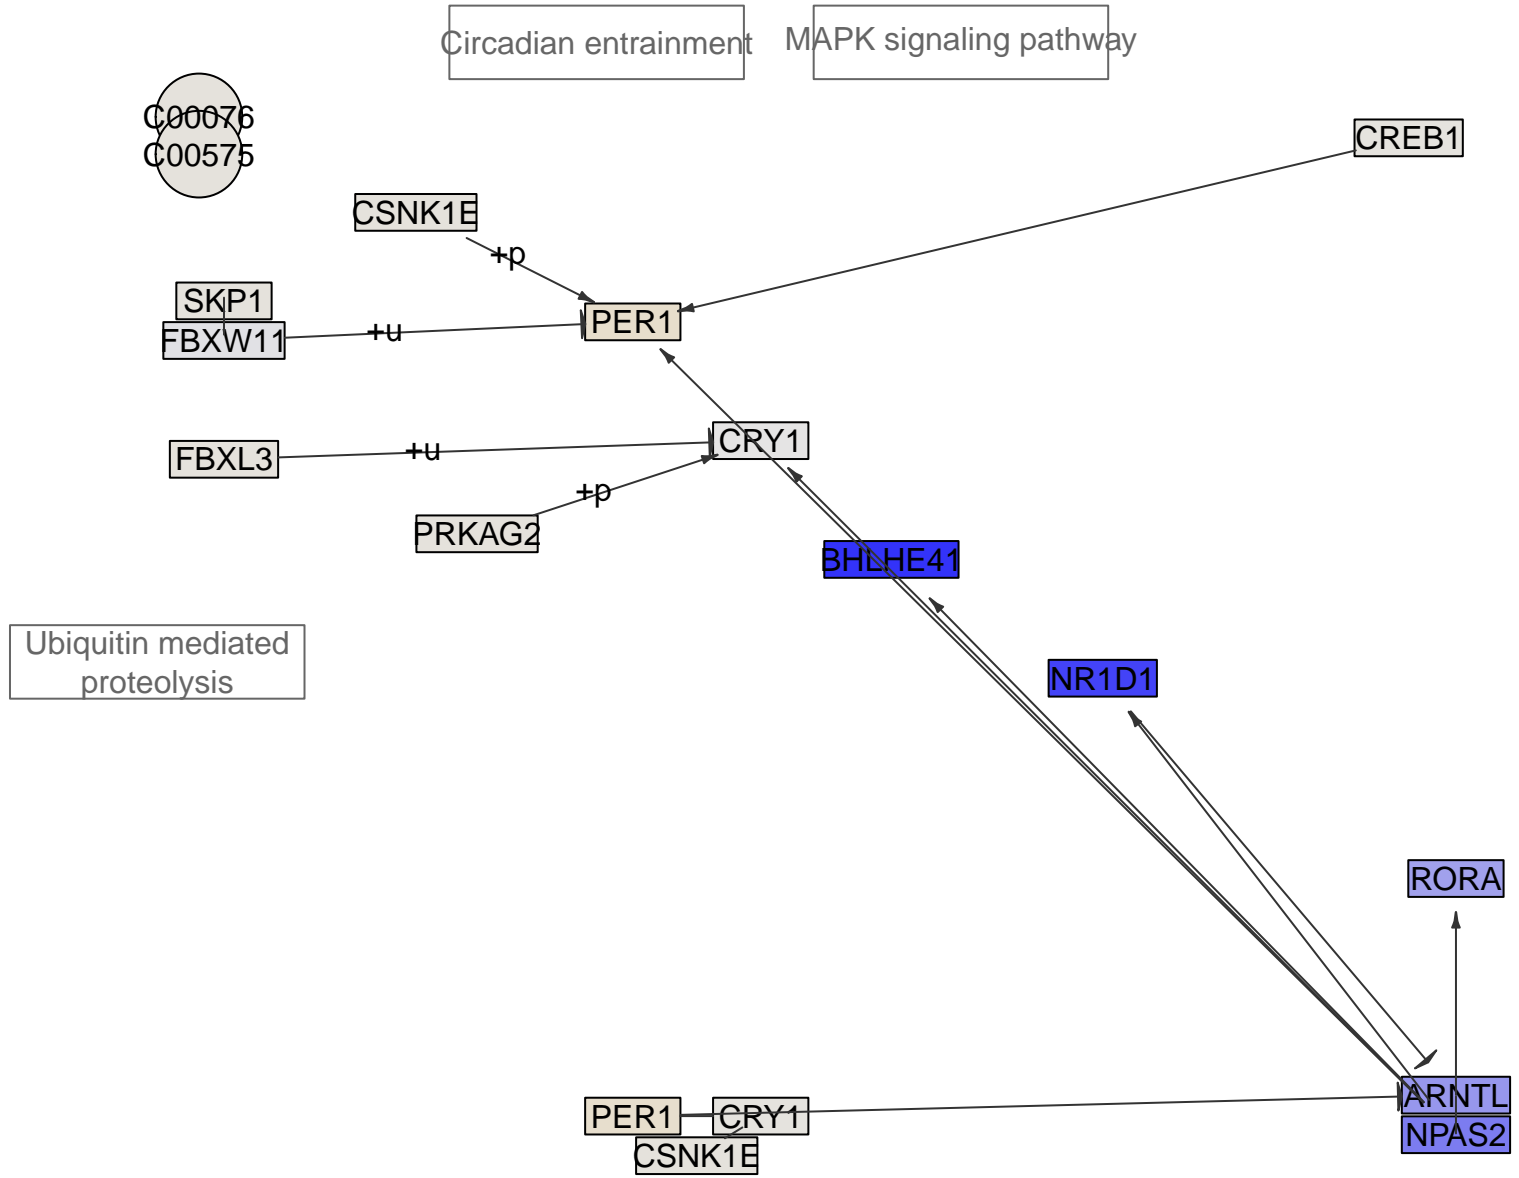 Circadian entrainment
MAPK signaling pathway
C00076
C00575
CREB1
CSNK1E
+p
SKP1
FBXW11
+u
PER1
FBXL3
+u
CRY1
+p
PRKAG2
BHLHE41
Ubiquitin mediated
proteolysis
NR1D1
RORA
PER1
CRY1
ARNTL
CSNK1E
NPAS2